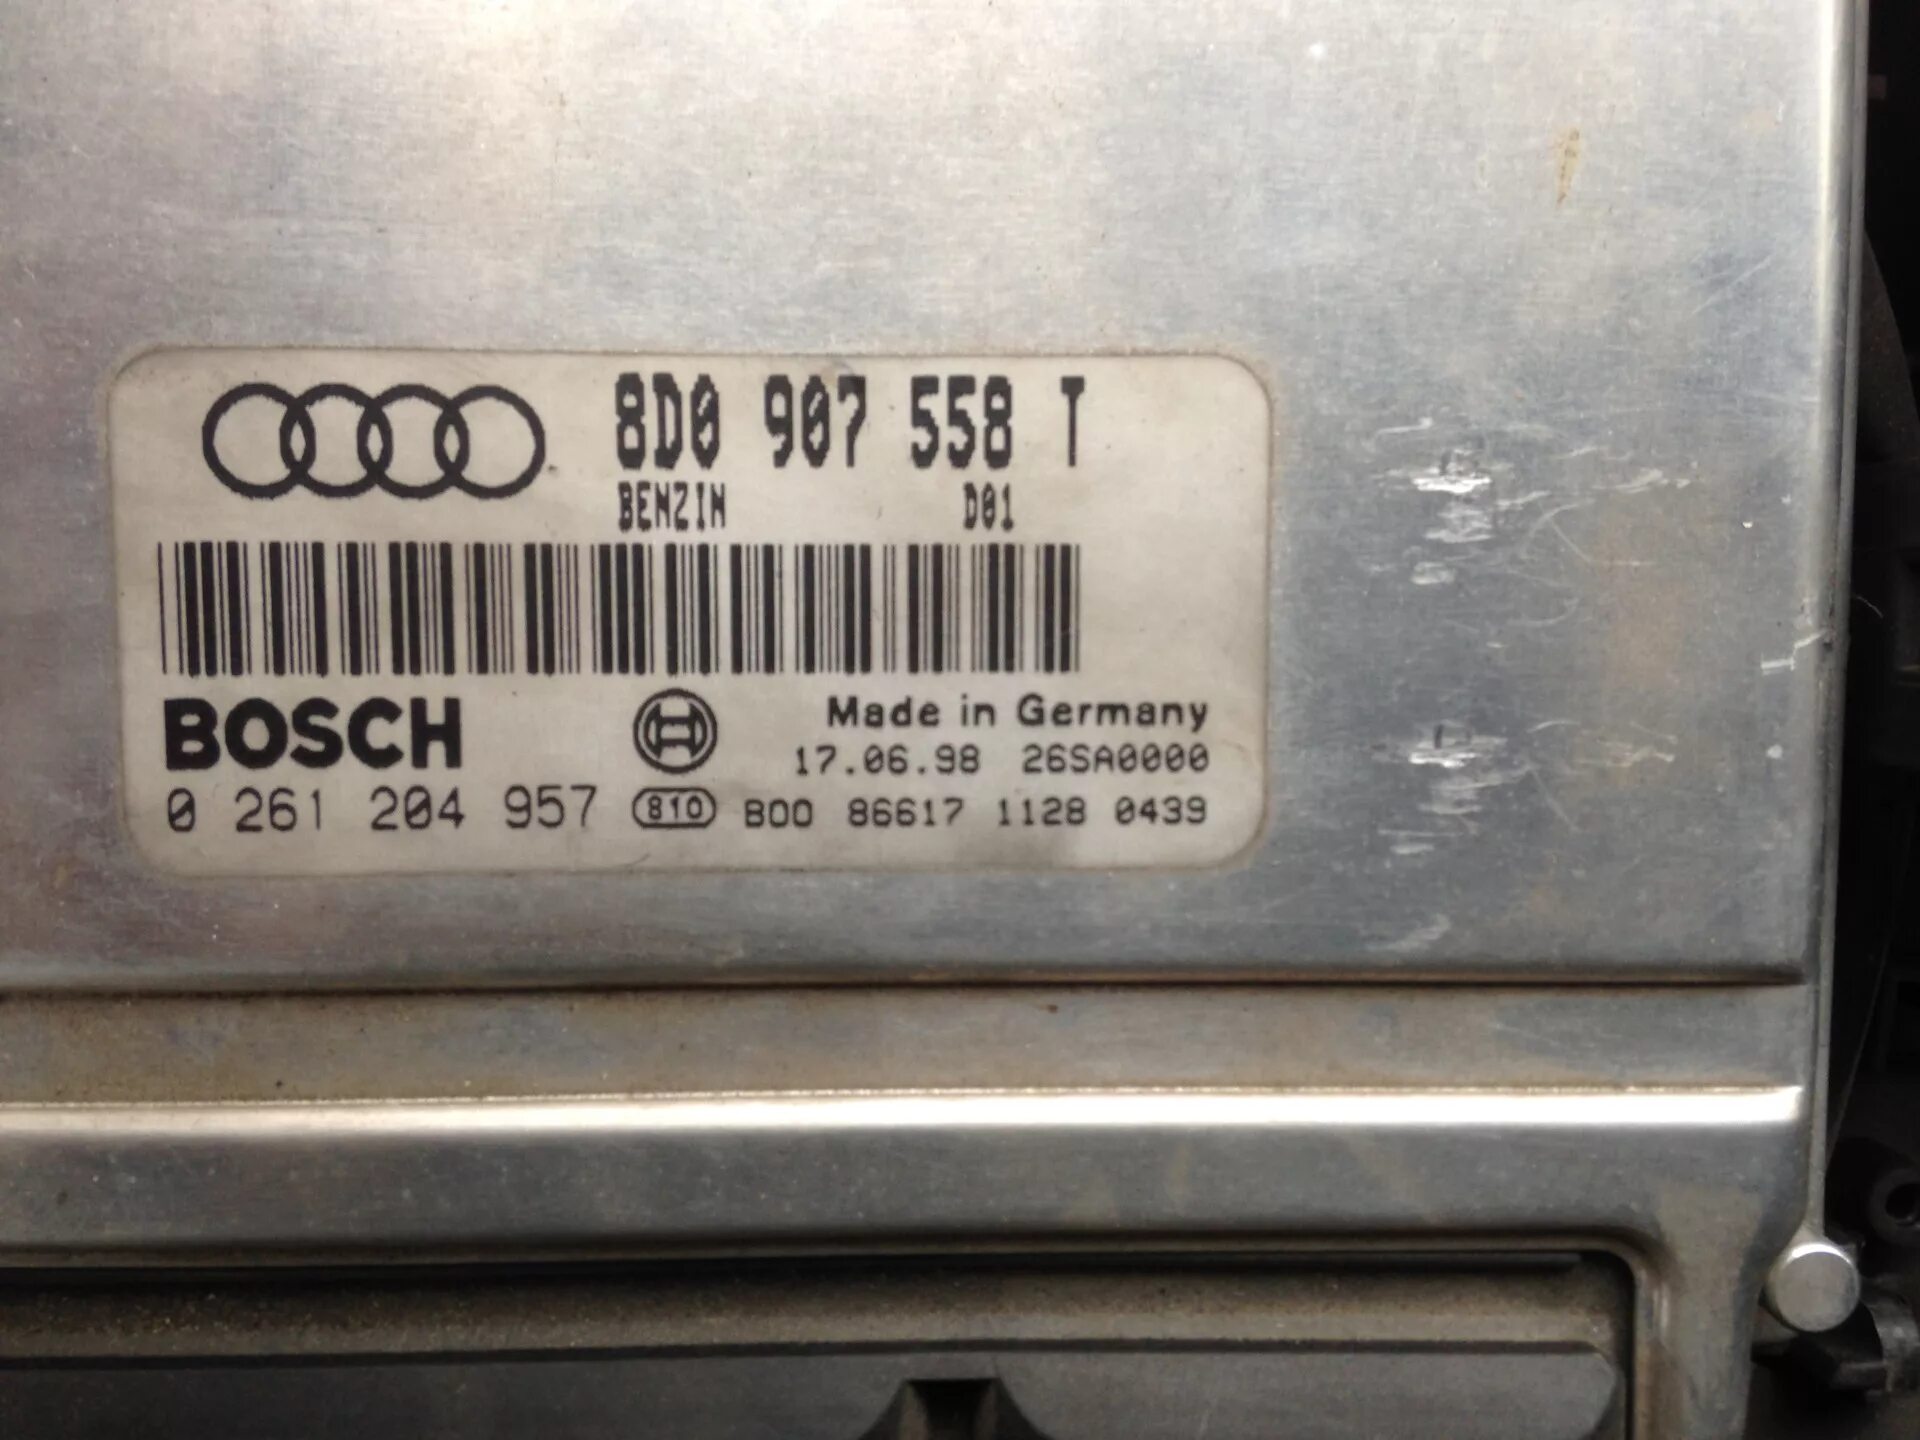 8D0 907 558 T
BENZIN D01
BOSCH
Made in Germany
17.06.98 26SA0000
0 261 204 957 810 B00 86617 1128 0439